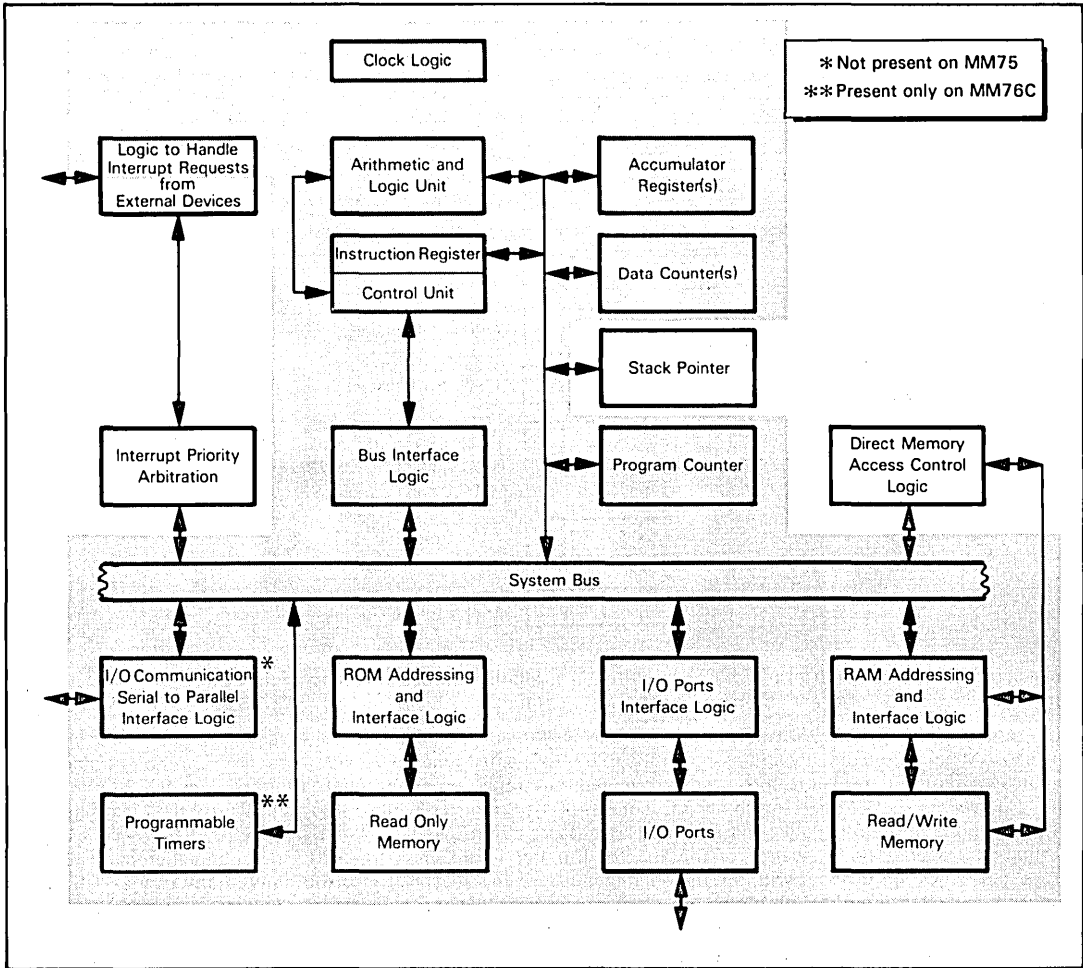 Clock Logic
*Not present on MM75
**Present only on MM76C
Logic to Handle
Interrupt Requests
from
External Devices
Arithmetic and
Logic Unit
Accumulator
Register(s)
Instruction Register
Control Unit
Data Counter(s)
Stack Pointer
Interrupt Priority
Arbitration
Bus Interface
Logic
Program Counter
Direct Memory
Access Control
Logic
System Bus
I/O Communication
Serial to Parallel
Interface Logic
*
ROM Addressing
and
Interface Logic
I/O Ports
Interface Logic
RAM Addressing
and
Interface Logic
Programmable
Timers
**
Read Only
Memory
I/O Ports
Read/Write
Memory